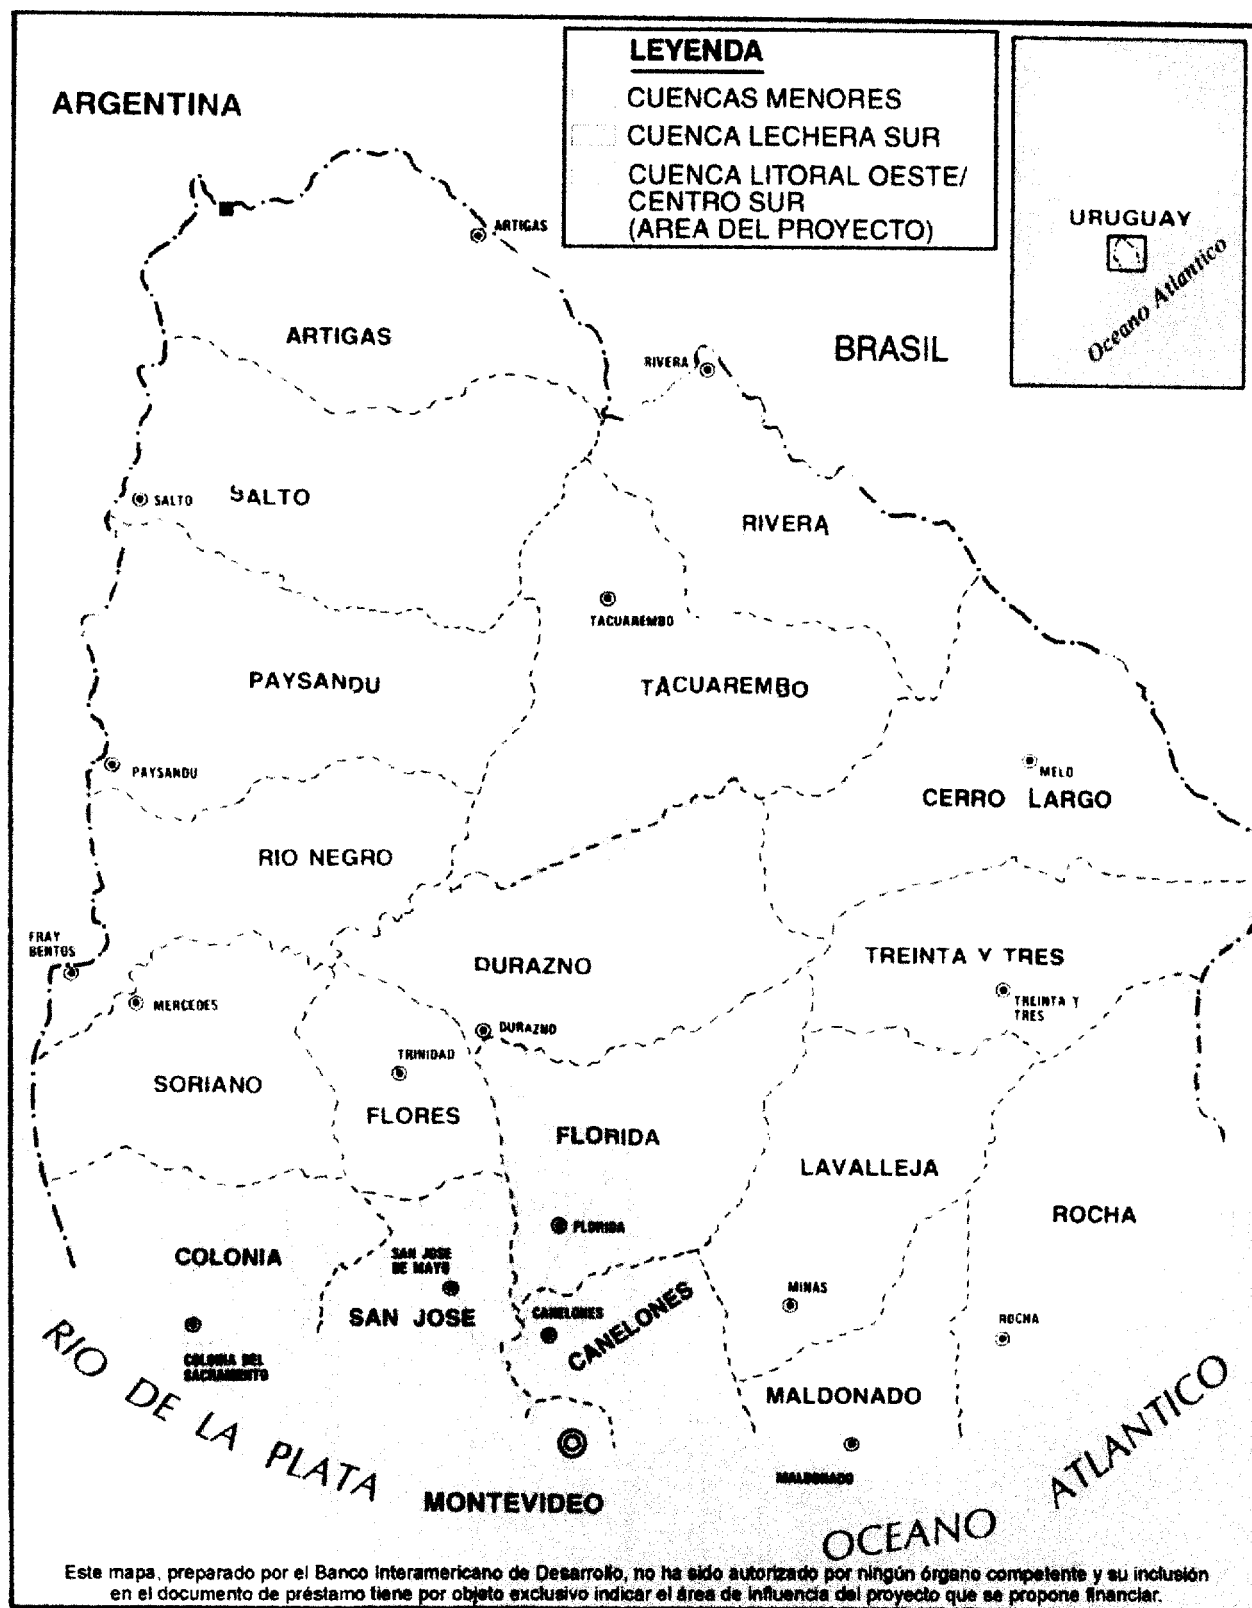 LEYENDA
CUENCAS MENORES
CUENCA LECHERA SUR
CUENCA LITORAL OESTE/
CENTRO SUR
(AREA DEL PROYECTO)
ARGENTINA
URUGUAY
Oceano Atlantico
ARTIGAS
ARTIGAS
BRASIL
RIVERA
SALTO
SALTO
RIVERA
TACUAREMBO
PAYSANDU
TACUAREMBO
PAYSANDU
MELO
CERRO LARGO
RIO NEGRO
FRAY
BENTOS
DURAZNO
TREINTA Y TRES
MERCEDES
TREINTA Y
TRES
DURAZNO
TRINIDAD
SORIANO
FLORES
FLORIDA
LAVALLEJA
ROCHA
FLORIDA
COLONIA
SAN JOSE
DE MAYO
MINAS
SAN JOSE
CANELONES
CANELONES
ROCHA
COLONIA DEL
SACRAMENTO
MALDONADO
MALDONADO
RIO DE LA PLATA
MONTEVIDEO
OCEANO ATLANTICO
Este mapa, preparado por el Banco Interamericano de Desarrollo, no ha sido autorizado por ningún órgano competente y su inclusión
en el documento de préstamo tiene por objeto exclusivo indicar el área de influencia del proyecto que se propone financiar.